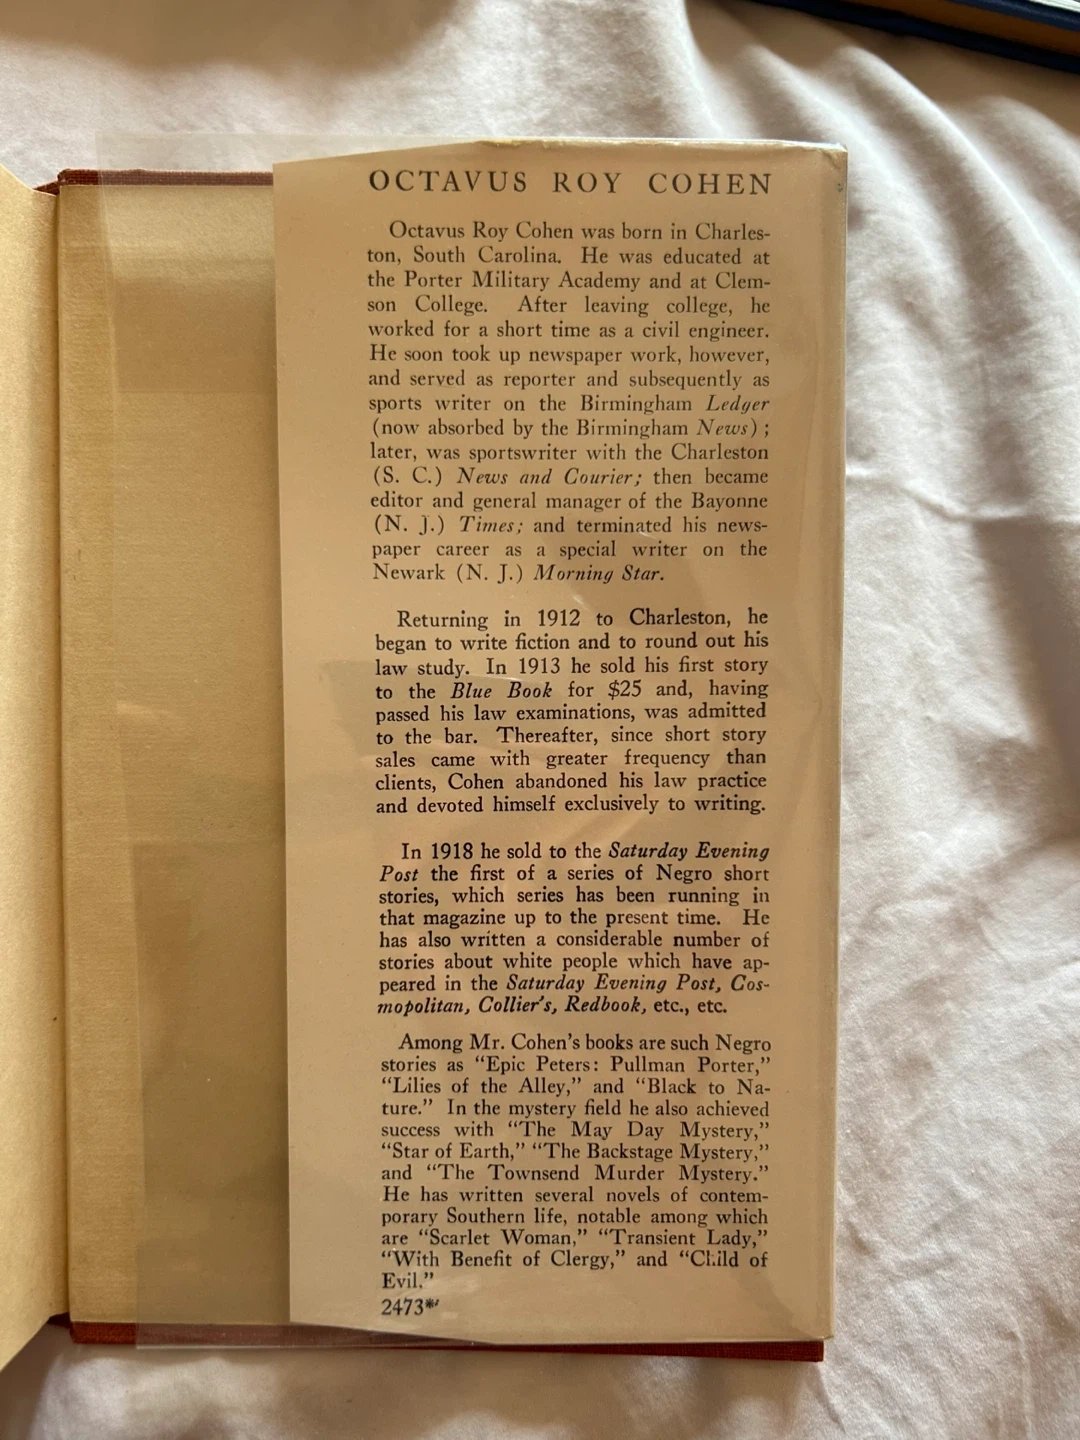 OCTAVUS ROY COHEN
Octavus Roy Cohen was born in Charles-
ton, South Carolina. He was educated at
the Porter Military Academy and at Clem-
son College. After leaving college, he
worked for a short time as a civil engineer.
He soon took up newspaper work, however,
and served as reporter and subsequently as
sports writer on the Birmingham Ledger
(now absorbed by the Birmingham News) ;
later, was sportswriter with the Charleston
(S. C.) News and Courier; then became
editor and general manager of the Bayonne
(N. J.) Times; and terminated his news-
paper career as a special writer on the
Newark (N. J.) Morning Star.
Returning in 1912 to Charleston, he
began to write fiction and to round out his
law study. In 1913 he sold his first story
to the Blue Book for $25 and, having
passed his law examinations, was admitted
to the bar. Thereafter, since short story
sales came with greater frequency than
clients, Cohen abandoned his law practice
and devoted himself exclusively to writing.
In 1918 he sold to the Saturday Evening
Post the first of a series of Negro short
stories, which series has been running in
that magazine up to the present time. He
has also written a considerable number of
stories about white people which have ap-
peared in the Saturday Evening Post, Cos-
mopolitan, Collier's, Redbook, etc., etc.
Among Mr. Cohen's books are such Negro
stories as "Epic Peters: Pullman Porter,"
"Lilies of the Alley," and "Black to Na-
ture." In the mystery field he also achieved
success with "The May Day Mystery,"
"Star of Earth," "The Backstage Mystery,"
and "The Townsend Murder Mystery."
He has written several novels of contem-
porary Southern life, notable among which
are "Scarlet Woman," "Transient Lady,"
"With Benefit of Clergy," and "Child of
Evil."
2473*